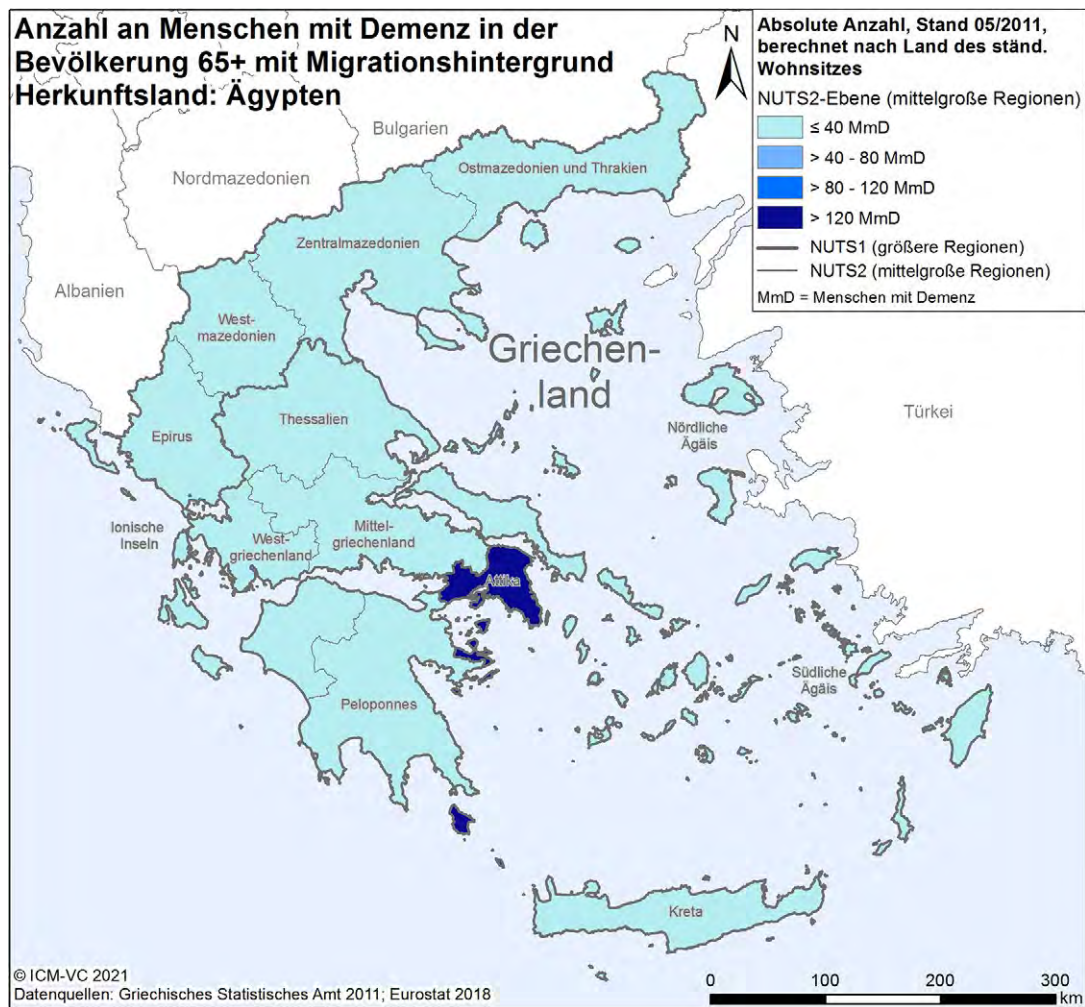 Anzahl an Menschen mit Demenz in der
Bevölkerung 65+ mit Migrationshintergrund
Herkunftsland: Ägypten
N
Absolute Anzahl, Stand 05/2011,
berechnet nach Land des ständ.
Wohnsitzes
NUTS2-Ebene (mittelgroße Regionen)
≤ 40 MmD
> 40 - 80 MmD
> 80 - 120 MmD
> 120 MmD
NUTS1 (größere Regionen)
NUTS2 (mittelgroße Regionen)
MmD = Menschen mit Demenz
Bulgarien
Nordmazedonien
Ostmazedonien und Thrakien
Zentralmazedonien
Albanien
West-
mazedonien
Griechen-
land
Türkei
Thessalien
Epirus
Nördliche
Ägäis
Ionische
Inseln
West-
griechenland
Mittel-
griechenland
Attika
Südliche
Ägäis
Peloponnes
Kreta
© ICM-VC 2021
Datenquellen: Griechisches Statistisches Amt 2011; Eurostat 2018
0 100 200 300
km